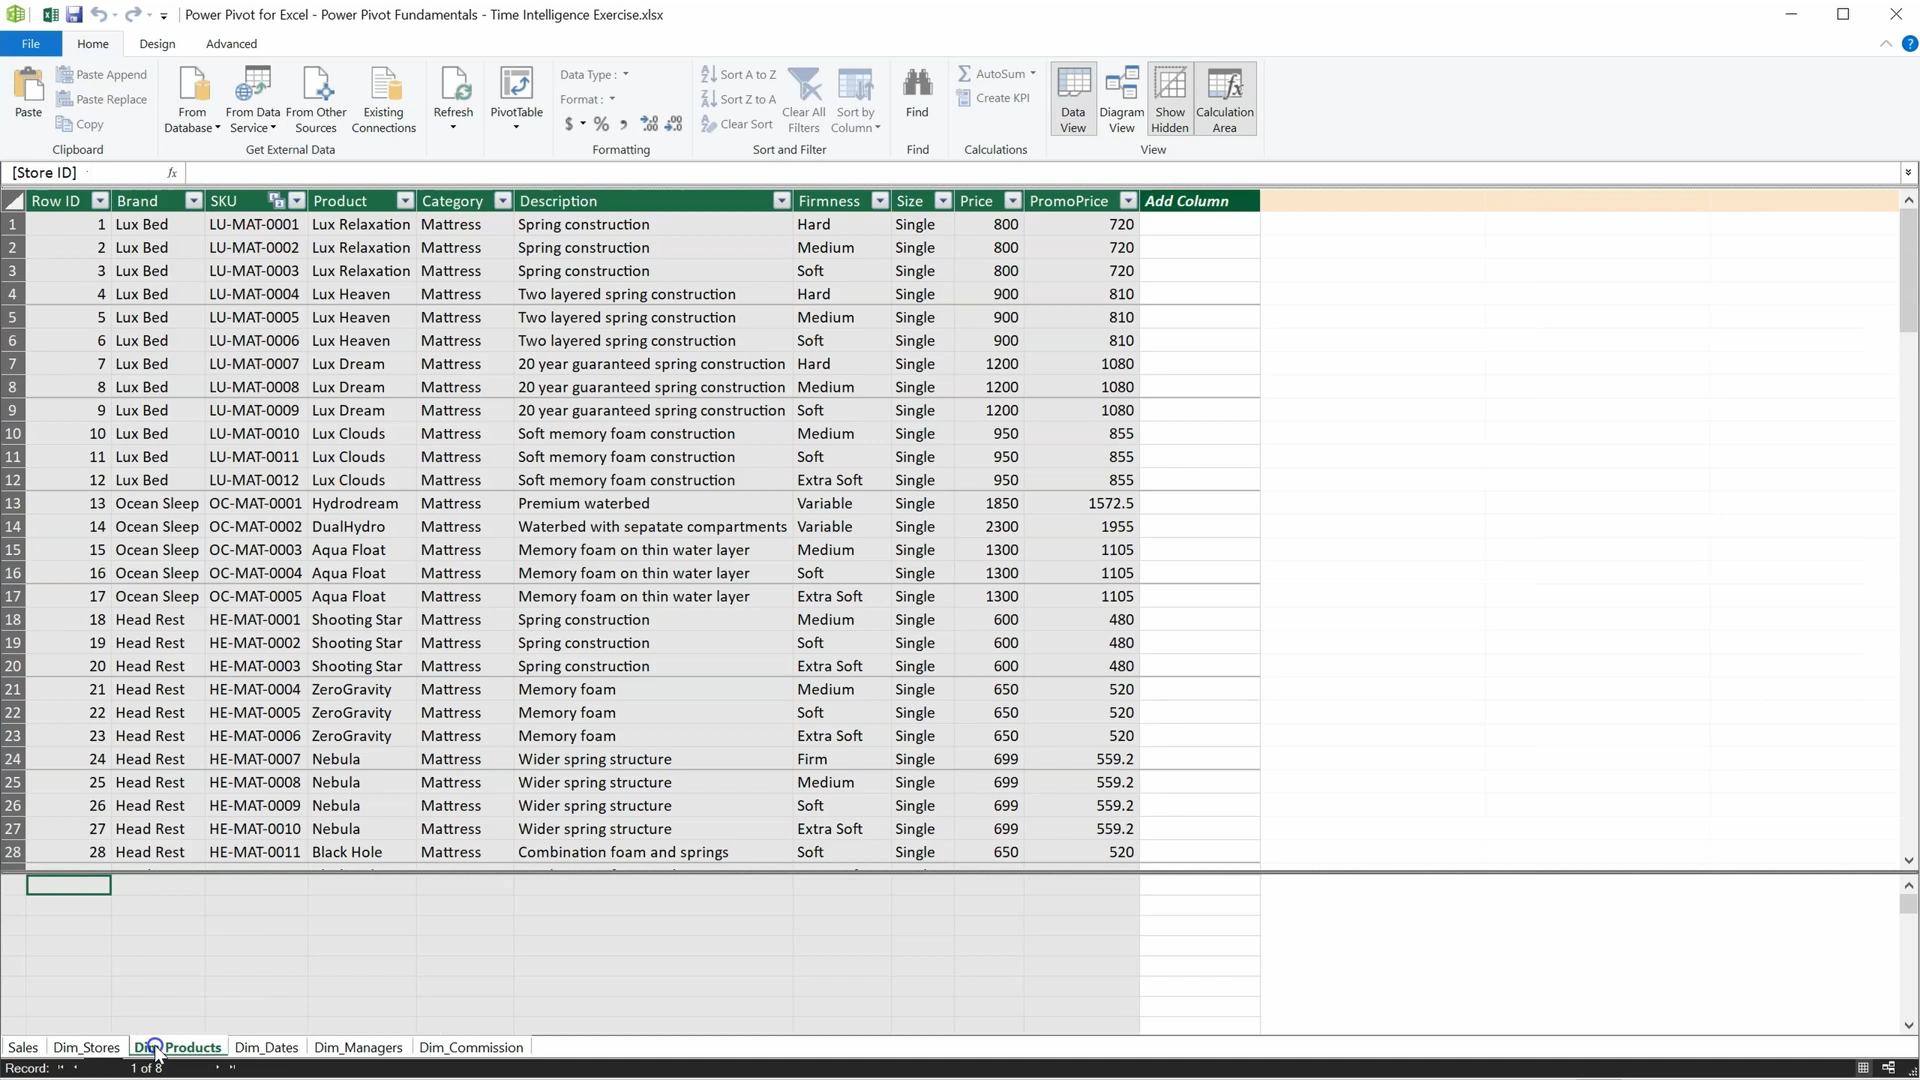 Power Pivot for Excel - Power Pivot Fundamentals - Time Intelligence Exercise.xlsx
File Home Design Advanced
Paste
Paste Append
Paste Replace
Copy
Clipboard
From Database
From Data Service
From Other Sources
Existing Connections
Get External Data
Refresh
PivotTable
Data Type :
Format :
$ % ,
Formatting
Sort A to Z
Sort Z to A
Clear Sort
Clear All Filters
Sort by Column
Sort and Filter
Find
Find
AutoSum
Create KPI
Calculations
Data View
Diagram View
Show Hidden
Calculation Area
View
[Store ID] fx
Row ID Brand SKU Product Category Description Firmness Size Price PromoPrice Add Column
1 1 Lux Bed LU-MAT-0001 Lux Relaxation Mattress Spring construction Hard Single 800 720
2 2 Lux Bed LU-MAT-0002 Lux Relaxation Mattress Spring construction Medium Single 800 720
3 3 Lux Bed LU-MAT-0003 Lux Relaxation Mattress Spring construction Soft Single 800 720
4 4 Lux Bed LU-MAT-0004 Lux Heaven Mattress Two layered spring construction Hard Single 900 810
5 5 Lux Bed LU-MAT-0005 Lux Heaven Mattress Two layered spring construction Medium Single 900 810
6 6 Lux Bed LU-MAT-0006 Lux Heaven Mattress Two layered spring construction Soft Single 900 810
7 7 Lux Bed LU-MAT-0007 Lux Dream Mattress 20 year guaranteed spring construction Hard Single 1200 1080
8 8 Lux Bed LU-MAT-0008 Lux Dream Mattress 20 year guaranteed spring construction Medium Single 1200 1080
9 9 Lux Bed LU-MAT-0009 Lux Dream Mattress 20 year guaranteed spring construction Soft Single 1200 1080
10 10 Lux Bed LU-MAT-0010 Lux Clouds Mattress Soft memory foam construction Medium Single 950 855
11 11 Lux Bed LU-MAT-0011 Lux Clouds Mattress Soft memory foam construction Soft Single 950 855
12 12 Lux Bed LU-MAT-0012 Lux Clouds Mattress Soft memory foam construction Extra Soft Single 950 855
13 13 Ocean Sleep OC-MAT-0001 Hydrodream Mattress Premium waterbed Variable Single 1850 1572.5
14 14 Ocean Sleep OC-MAT-0002 DualHydro Mattress Waterbed with sepatate compartments Variable Single 2300 1955
15 15 Ocean Sleep OC-MAT-0003 Aqua Float Mattress Memory foam on thin water layer Medium Single 1300 1105
16 16 Ocean Sleep OC-MAT-0004 Aqua Float Mattress Memory foam on thin water layer Soft Single 1300 1105
17 17 Ocean Sleep OC-MAT-0005 Aqua Float Mattress Memory foam on thin water layer Extra Soft Single 1300 1105
18 18 Head Rest HE-MAT-0001 Shooting Star Mattress Spring construction Medium Single 600 480
19 19 Head Rest HE-MAT-0002 Shooting Star Mattress Spring construction Soft Single 600 480
20 20 Head Rest HE-MAT-0003 Shooting Star Mattress Spring construction Extra Soft Single 600 480
21 21 Head Rest HE-MAT-0004 ZeroGravity Mattress Memory foam Medium Single 650 520
22 22 Head Rest HE-MAT-0005 ZeroGravity Mattress Memory foam Soft Single 650 520
23 23 Head Rest HE-MAT-0006 ZeroGravity Mattress Memory foam Extra Soft Single 650 520
24 24 Head Rest HE-MAT-0007 Nebula Mattress Wider spring structure Firm Single 699 559.2
25 25 Head Rest HE-MAT-0008 Nebula Mattress Wider spring structure Medium Single 699 559.2
26 26 Head Rest HE-MAT-0009 Nebula Mattress Wider spring structure Soft Single 699 559.2
27 27 Head Rest HE-MAT-0010 Nebula Mattress Wider spring structure Extra Soft Single 699 559.2
28 28 Head Rest HE-MAT-0011 Black Hole Mattress Combination foam and springs Soft Single 650 520
Sales Dim_Stores Dim_Products Dim_Dates Dim_Managers Dim_Commission
Record: 1 of 8